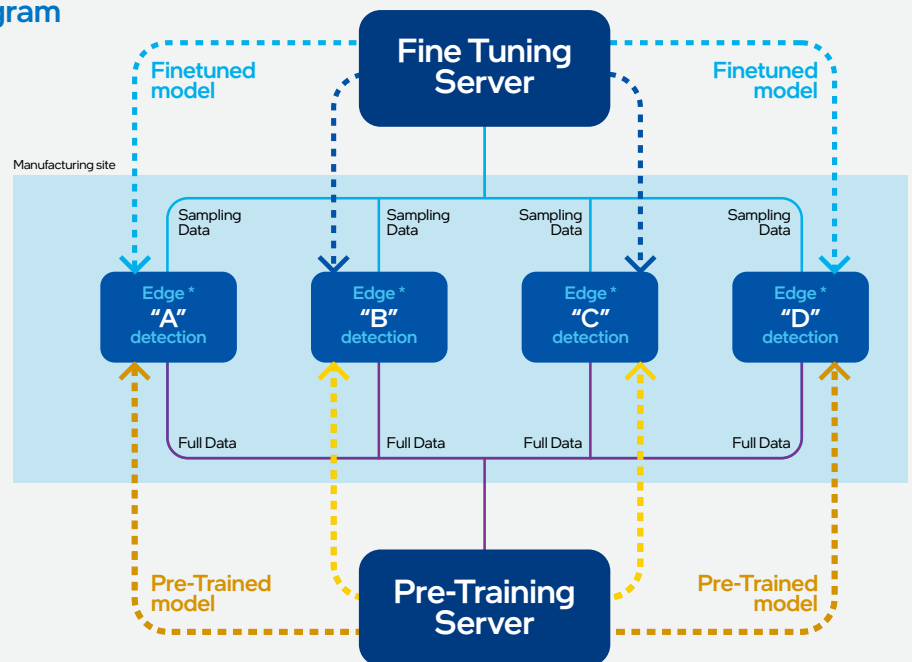 gram
Fine Tuning
Server
Finetuned
model
Finetuned
model
Manufacturing site
Sampling
Data
Sampling
Data
Sampling
Data
Sampling
Data
Edge *
“A”
detection
Edge *
“B”
detection
Edge *
“C”
detection
Edge *
“D”
detection
Full Data
Full Data
Full Data
Full Data
Pre-Trained
model
Pre-Training
Server
Pre-Trained
model